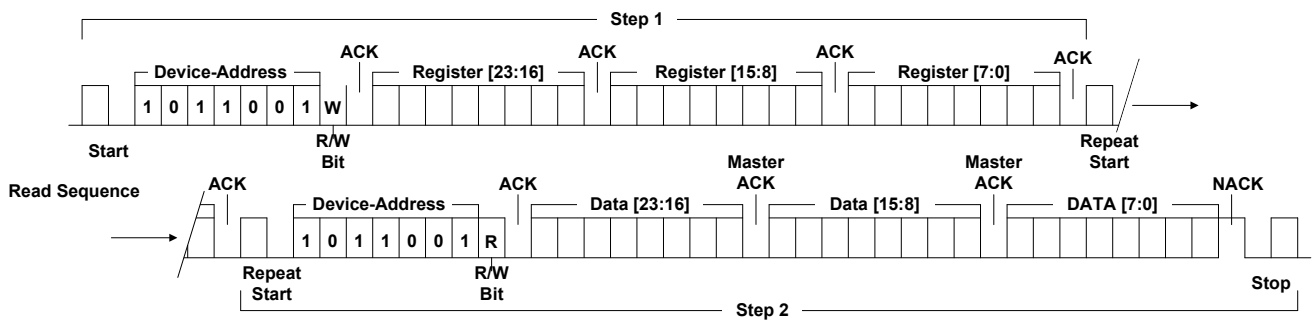 Step 1
ACK ACK ACK ACK
Device-Address Register [23:16] Register [15:8] Register [7:0]
1 0 1 1 0 0 1 W
Start R/W Bit Repeat Start
Read Sequence
ACK ACK Master ACK Master ACK NACK
Device-Address Data [23:16] Data [15:8] DATA [7:0]
1 0 1 1 0 0 1 R
Repeat Start R/W Bit Stop
Step 2